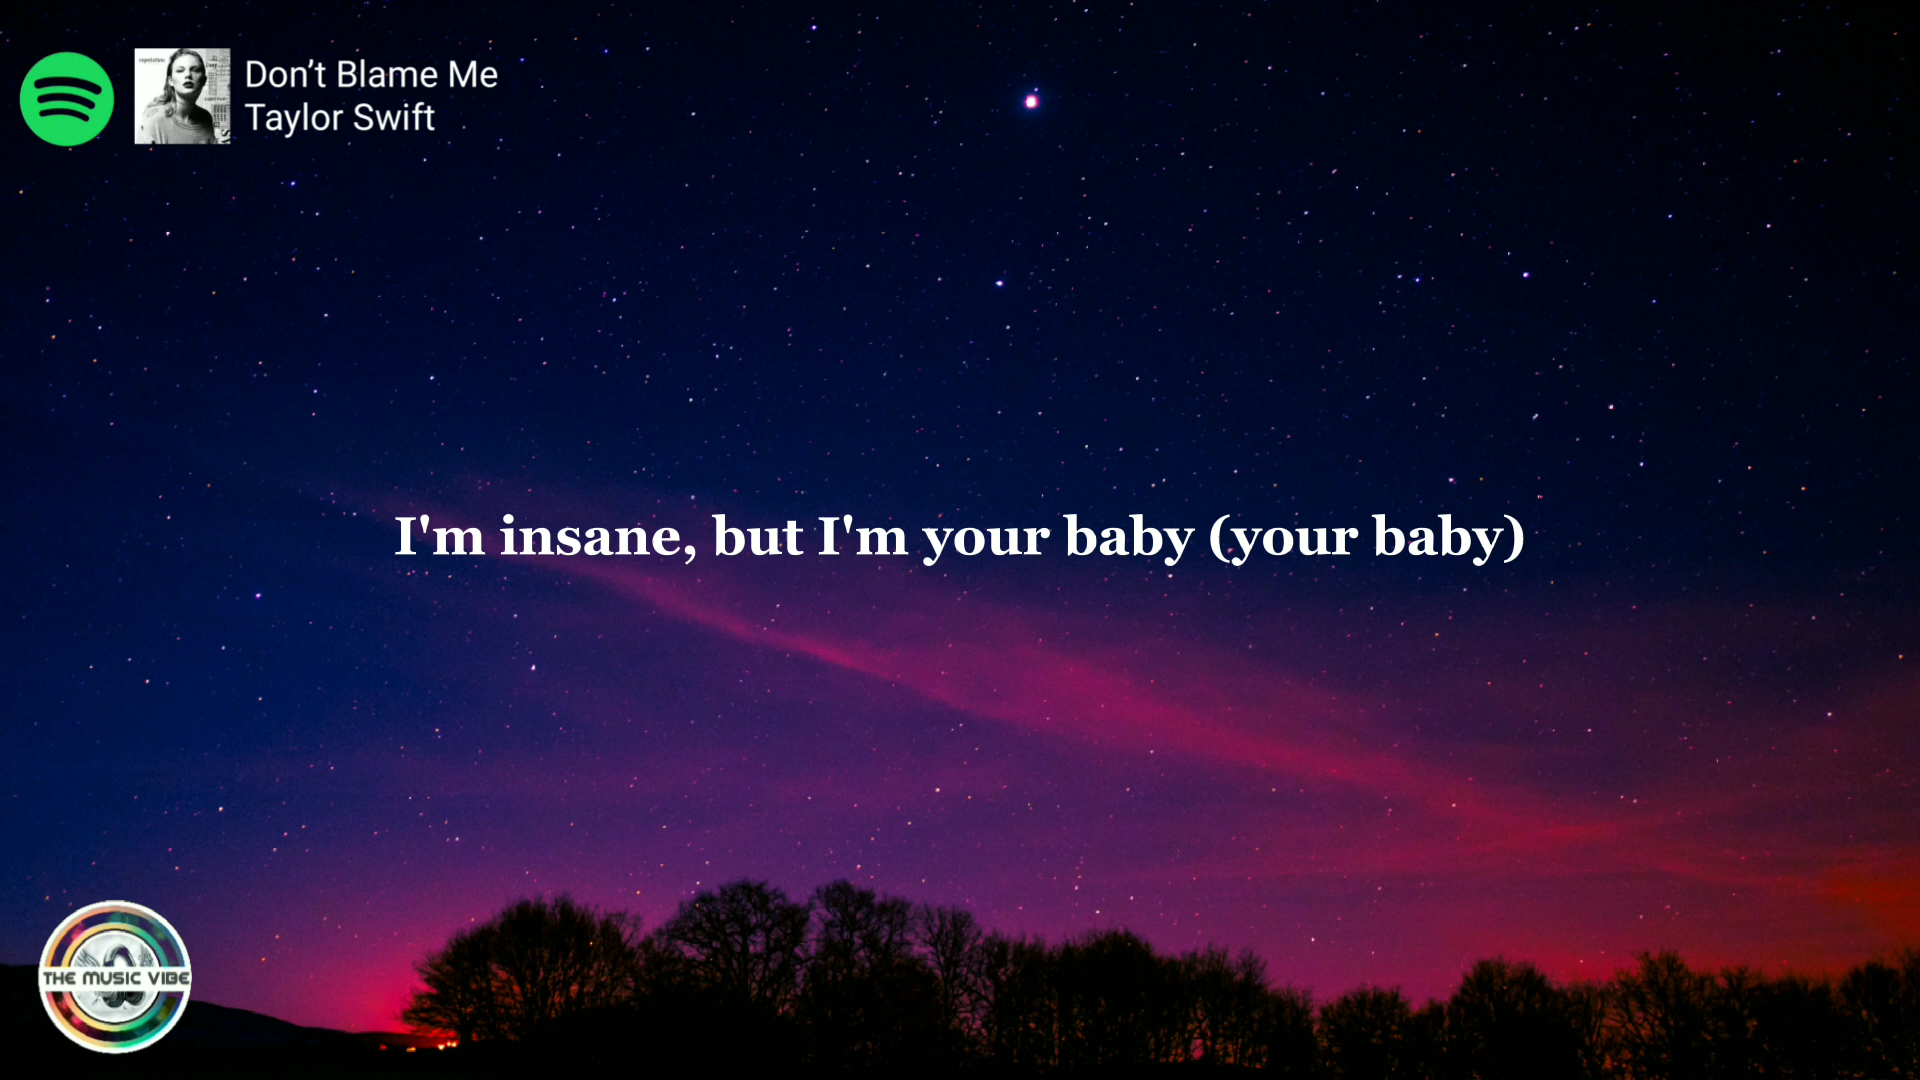 Don’t Blame Me
Taylor Swift
I'm insane, but I'm your baby (your baby)
THE MUSIC VIBE